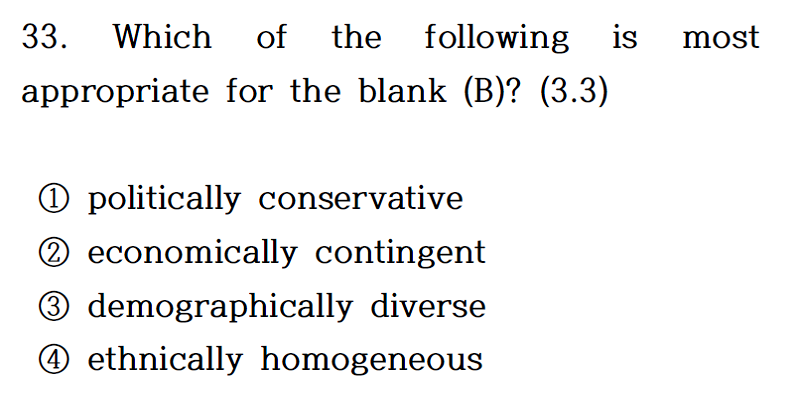 33. Which of the following is most
appropriate for the blank (B)? (3.3)
① politically conservative
② economically contingent
③ demographically diverse
④ ethnically homogeneous